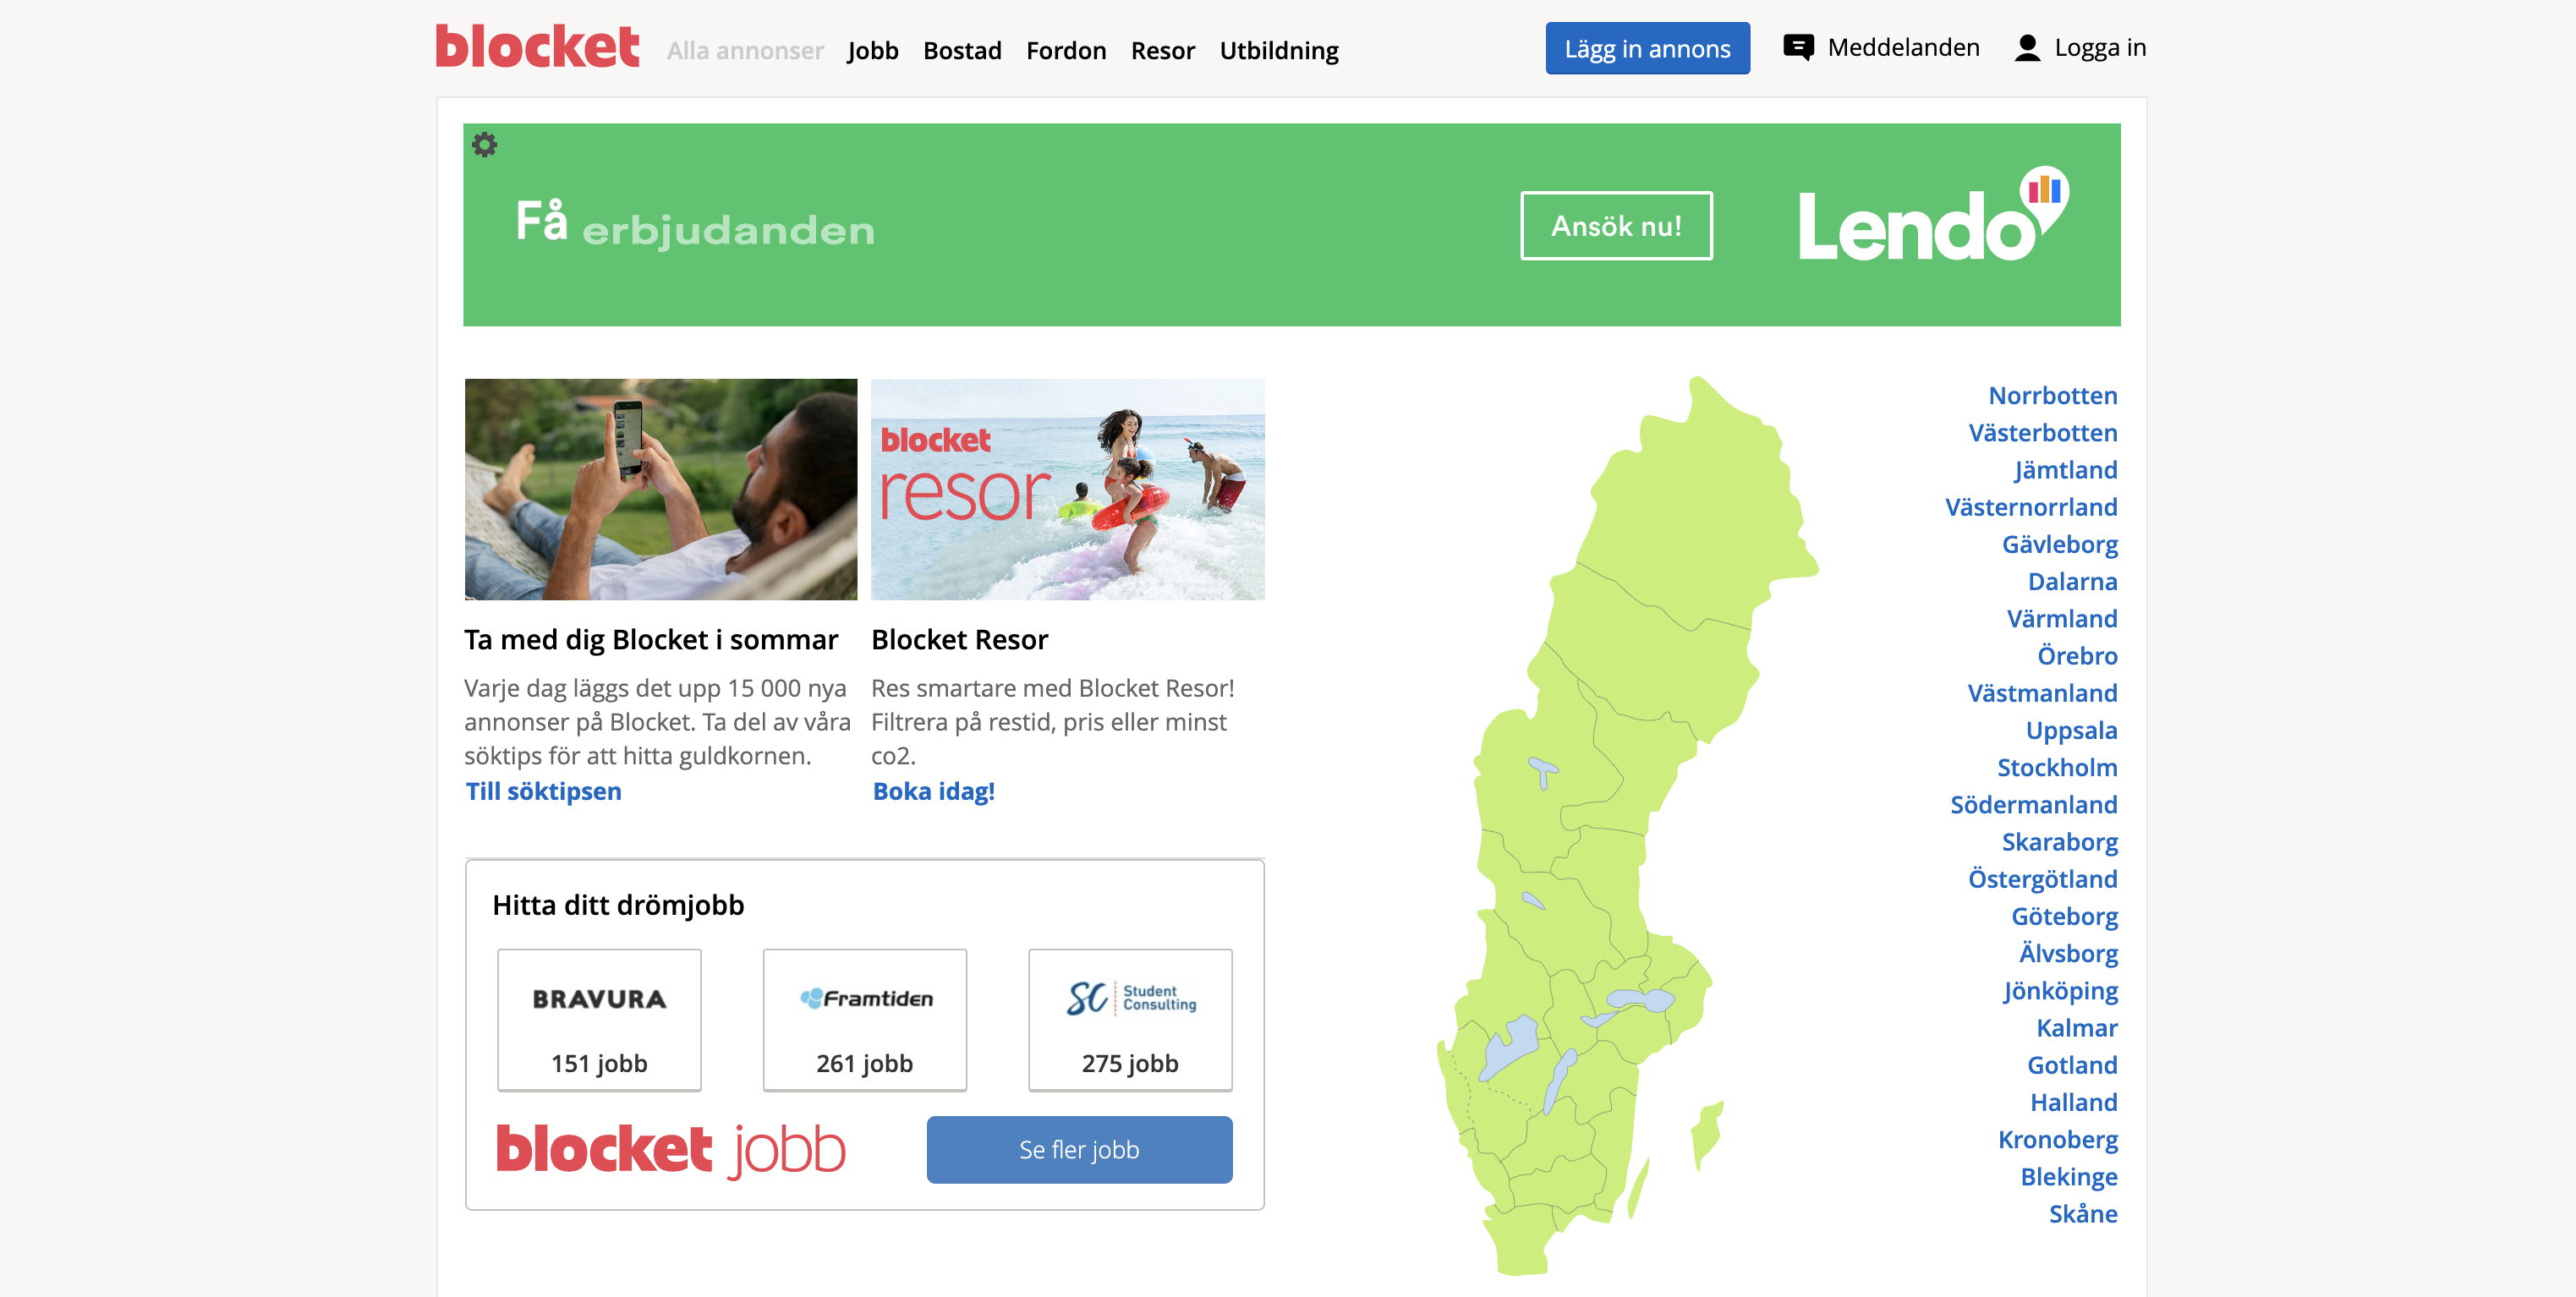 blocket
Alla annonser Jobb Bostad Fordon Resor Utbildning
Lägg in annons Meddelanden Logga in
Få erbjudanden
Ansök nu!
Lendo
blocket
resor
Ta med dig Blocket i sommar
Varje dag läggs det upp 15 000 nya
annonser på Blocket. Ta del av våra
söktips för att hitta guldkornen.
Till söktipsen
Blocket Resor
Res smartare med Blocket Resor!
Filtrera på restid, pris eller minst
co2.
Boka idag!
Hitta ditt drömjobb
BRAVURA
151 jobb
Framtiden
261 jobb
SC Student
Consulting
275 jobb
blocket jobb
Se fler jobb
Norrbotten
Västerbotten
Jämtland
Västernorrland
Gävleborg
Dalarna
Värmland
Örebro
Västmanland
Uppsala
Stockholm
Södermanland
Skaraborg
Östergötland
Göteborg
Älvsborg
Jönköping
Kalmar
Gotland
Halland
Kronoberg
Blekinge
Skåne